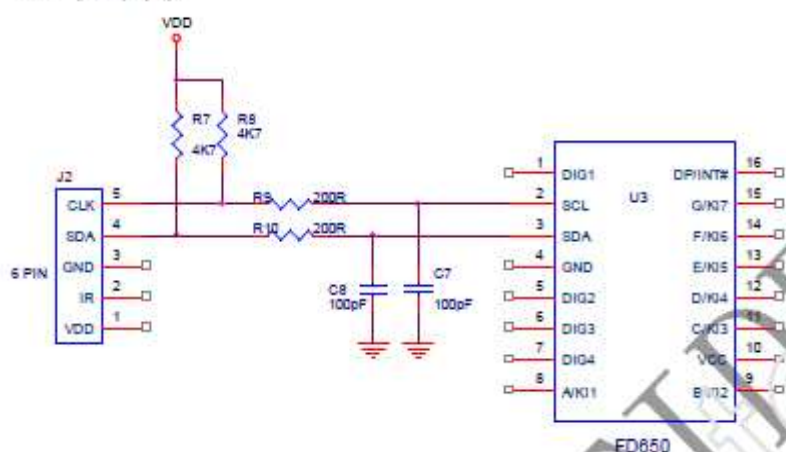 VDD
R7
4K7
R8
4K7
J2
6 PIN
CLK 5
SDA 4
GND 3
IR 2
VDD 1
R9 200R
R10 200R
C8
100pF
C7
100pF
U3
1 DIG1
2 SCL
3 SDA
4 GND
5 DIG2
6 DIG3
7 DIG4
8 A/KI1
DP/INT# 16
G/KI7 15
F/KI6 14
E/KI5 13
D/KI4 12
C/KI3 11
VCC 10
B/KI2 9
FD650